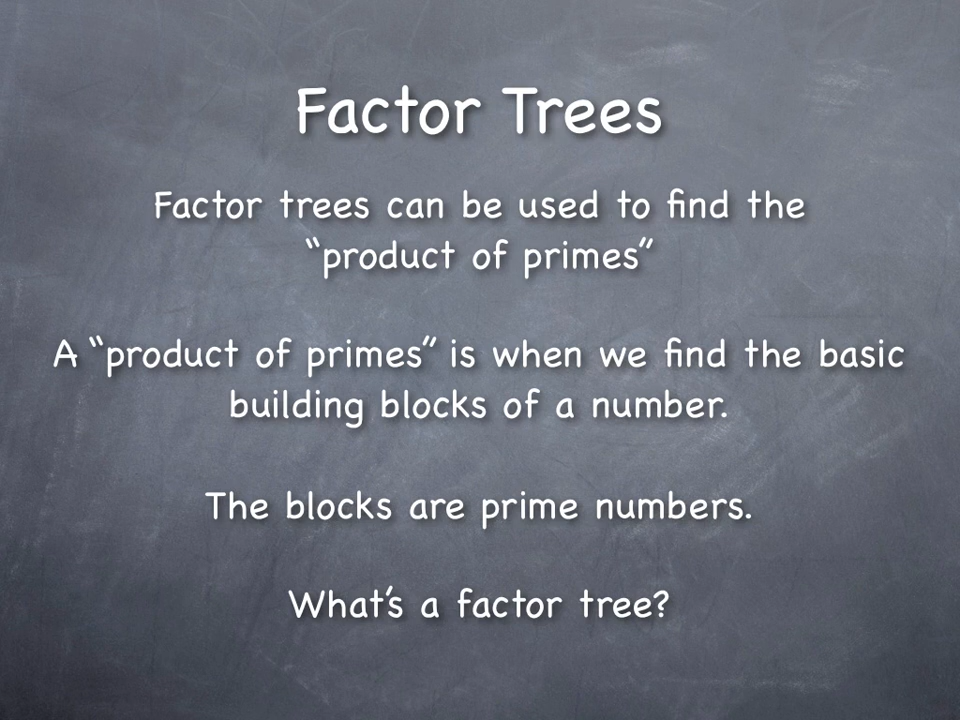 Factor Trees
Factor trees can be used to find the
“product of primes”
A “product of primes” is when we find the basic
building blocks of a number.
The blocks are prime numbers.
What’s a factor tree?